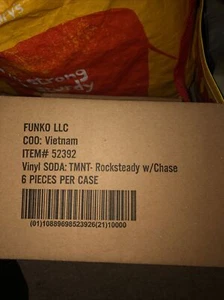 strong
FUNKO LLC
COO: Vietnam
ITEM# 52392
Vinyl SODA: TMNT- Rocksteady w/Chase
6 PIECES PER CASE
(01)10889698523926(21)10000